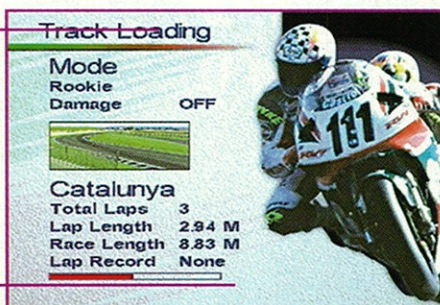 Track Loading
Mode
Rookie
Damage OFF
Catalunya
Total Laps 3
Lap Length 2.94 M
Race Length 8.83 M
Lap Record None
111